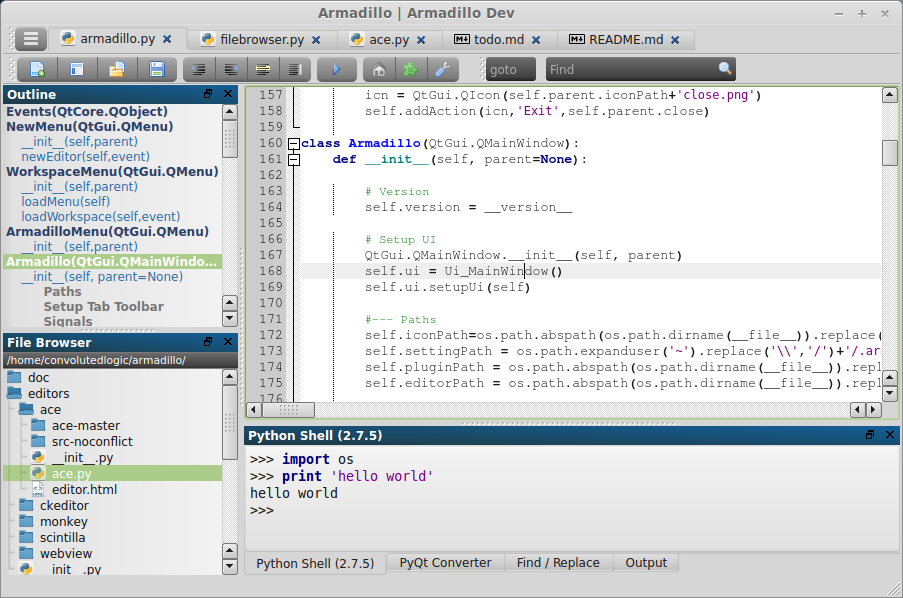 Armadillo | Armadillo Dev
armadillo.py
filebrowser.py
ace.py
todo.md
README.md
goto
Find
Outline
Events(QtCore.QObject)
NewMenu(QtGui.QMenu)
__init__(self,parent)
newEditor(self,event)
WorkspaceMenu(QtGui.QMenu)
__init__(self,parent)
loadMenu(self)
loadWorkspace(self,event)
ArmadilloMenu(QtGui.QMenu)
__init__(self,parent)
Armadillo(QtGui.QMainWindo...
__init__(self, parent=None)
Paths
Setup Tab Toolbar
Signals
File Browser
/home/convolutedlogic/armadillo/
doc
editors
ace
ace-master
src-noconflict
__init__.py
ace.py
editor.html
ckeditor
monkey
scintilla
webview
__init__.py
157 icn = QtGui.QIcon(self.parent.iconPath+'close.png')
158 self.addAction(icn,'Exit',self.parent.close)
159
160 class Armadillo(QtGui.QMainWindow):
161 def __init__(self, parent=None):
162
163 # Version
164 self.version = __version__
165
166 # Setup UI
167 QtGui.QMainWindow.__init__(self, parent)
168 self.ui = Ui_MainWindow()
169 self.ui.setupUi(self)
170
171 #--- Paths
172 self.iconPath=os.path.abspath(os.path.dirname(__file__)).replace(
173 self.settingPath = os.path.expanduser('~').replace('\\','/')+'/.ar
174 self.pluginPath = os.path.abspath(os.path.dirname(__file__)).repl
175 self.editorPath = os.path.abspath(os.path.dirname(__file__)).repl
176
Python Shell (2.7.5)
>>> import os
>>> print 'hello world'
hello world
>>>
Python Shell (2.7.5)
PyQt Converter
Find / Replace
Output